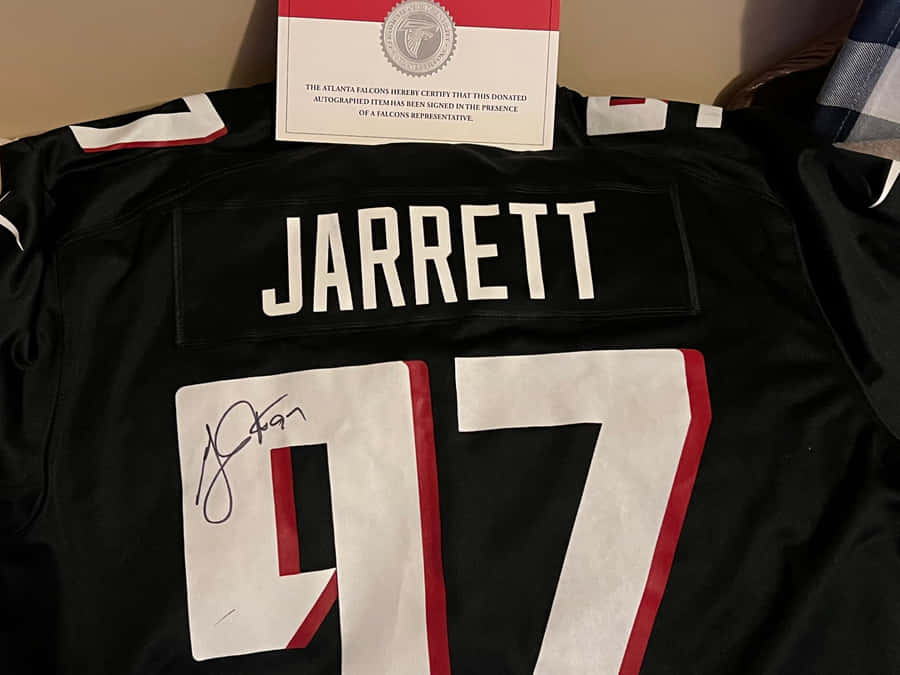 THE ATLANTA FALCONS HEREBY CERTIFY THAT THIS DONATED
AUTOGRAPHED ITEM HAS BEEN SIGNED IN THE PRESENCE
OF A FALCONS REPRESENTATIVE.
JARRETT
97